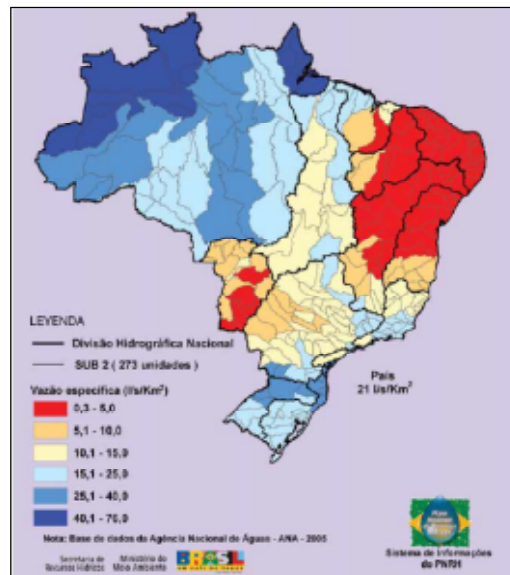 LEYENDA
Divisão Hidrográfica Nacional
SUB 2 ( 273 unidades )
Vazão específica (l/s/Km²)
0,3 - 5,0
5,1 - 10,0
10,1 - 15,0
15,1 - 25,0
25,1 - 40,0
40,1 - 75,0
País
21 l/s/Km²
Nota: Base de dados da Agência Nacional de Águas - ANA - 2005
Secretaria de
Recursos Hídricos
Ministério do
Meio Ambiente
BRASIL
Sistema de Informações
do PNRH